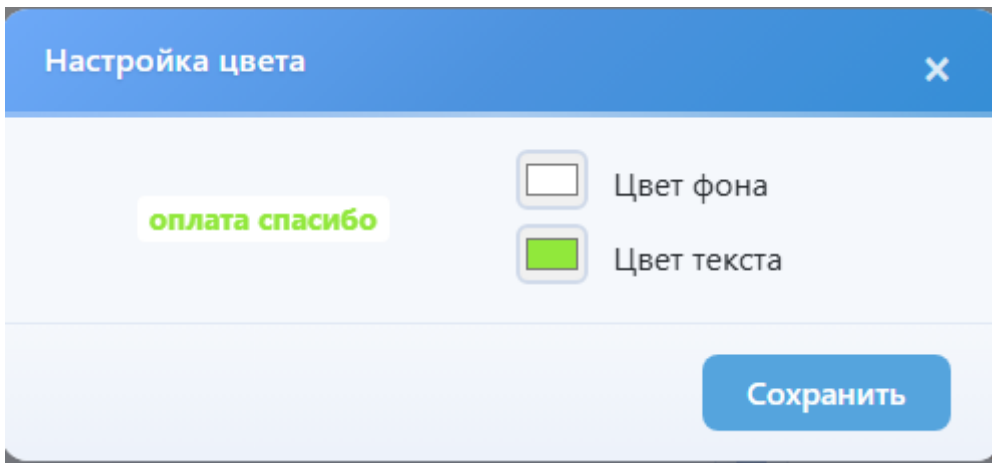 Настройка цвета
×
Цвет фона
оплата спасибо
Цвет текста
Сохранить